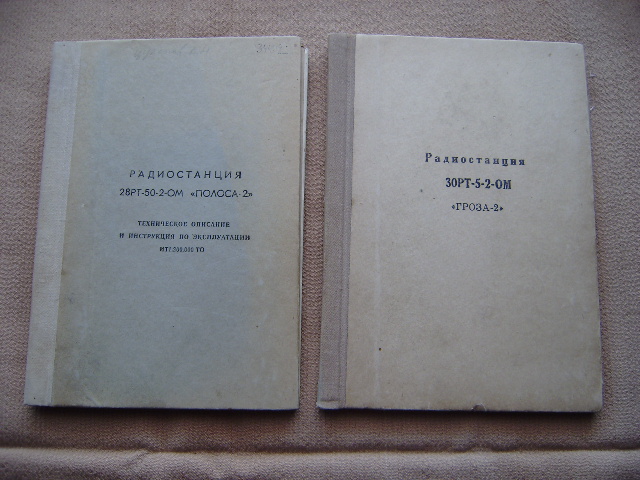 РАДИОСТАНЦИЯ
28РТ-50-2-ОМ «ПОЛОСА-2»
ТЕХНИЧЕСКОЕ ОПИСАНИЕ
И ИНСТРУКЦИЯ ПО ЭКСПЛУАТАЦИИ
ТО
Радиостанция
30РТ-5-2-ОМ
«ГРОЗА-2»